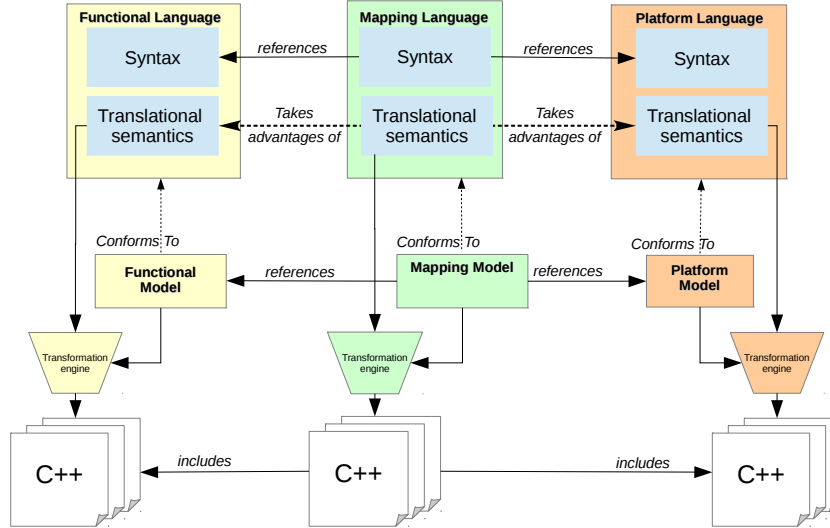 Functional Language
Mapping Language
Platform Language
Syntax
references
Syntax
references
Syntax
Translational
semantics
Takes
advantages of
Translational
semantics
Takes
advantages of
Translational
semantics
Conforms To
Conforms To
Conforms To
Functional
Model
references
Mapping Model
references
Platform
Model
Transformation
engine
Transformation
engine
Transformation
engine
C++
includes
C++
includes
C++